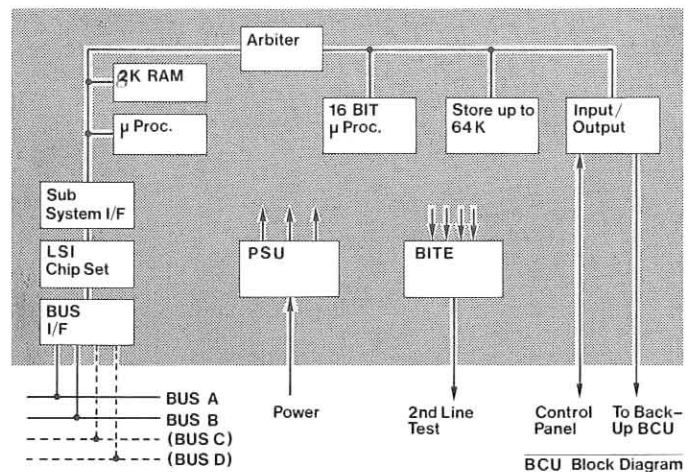 Arbiter
2K RAM
µ Proc.
16 BIT
µ Proc.
Store up to
64 K
Input/
Output
Sub
System I/F
LSI
Chip Set
BUS
I/F
PSU
BITE
BUS A
BUS B
(BUS C)
(BUS D)
Power
2nd Line
Test
Control
Panel
To Back-
Up BCU
BCU Block Diagram